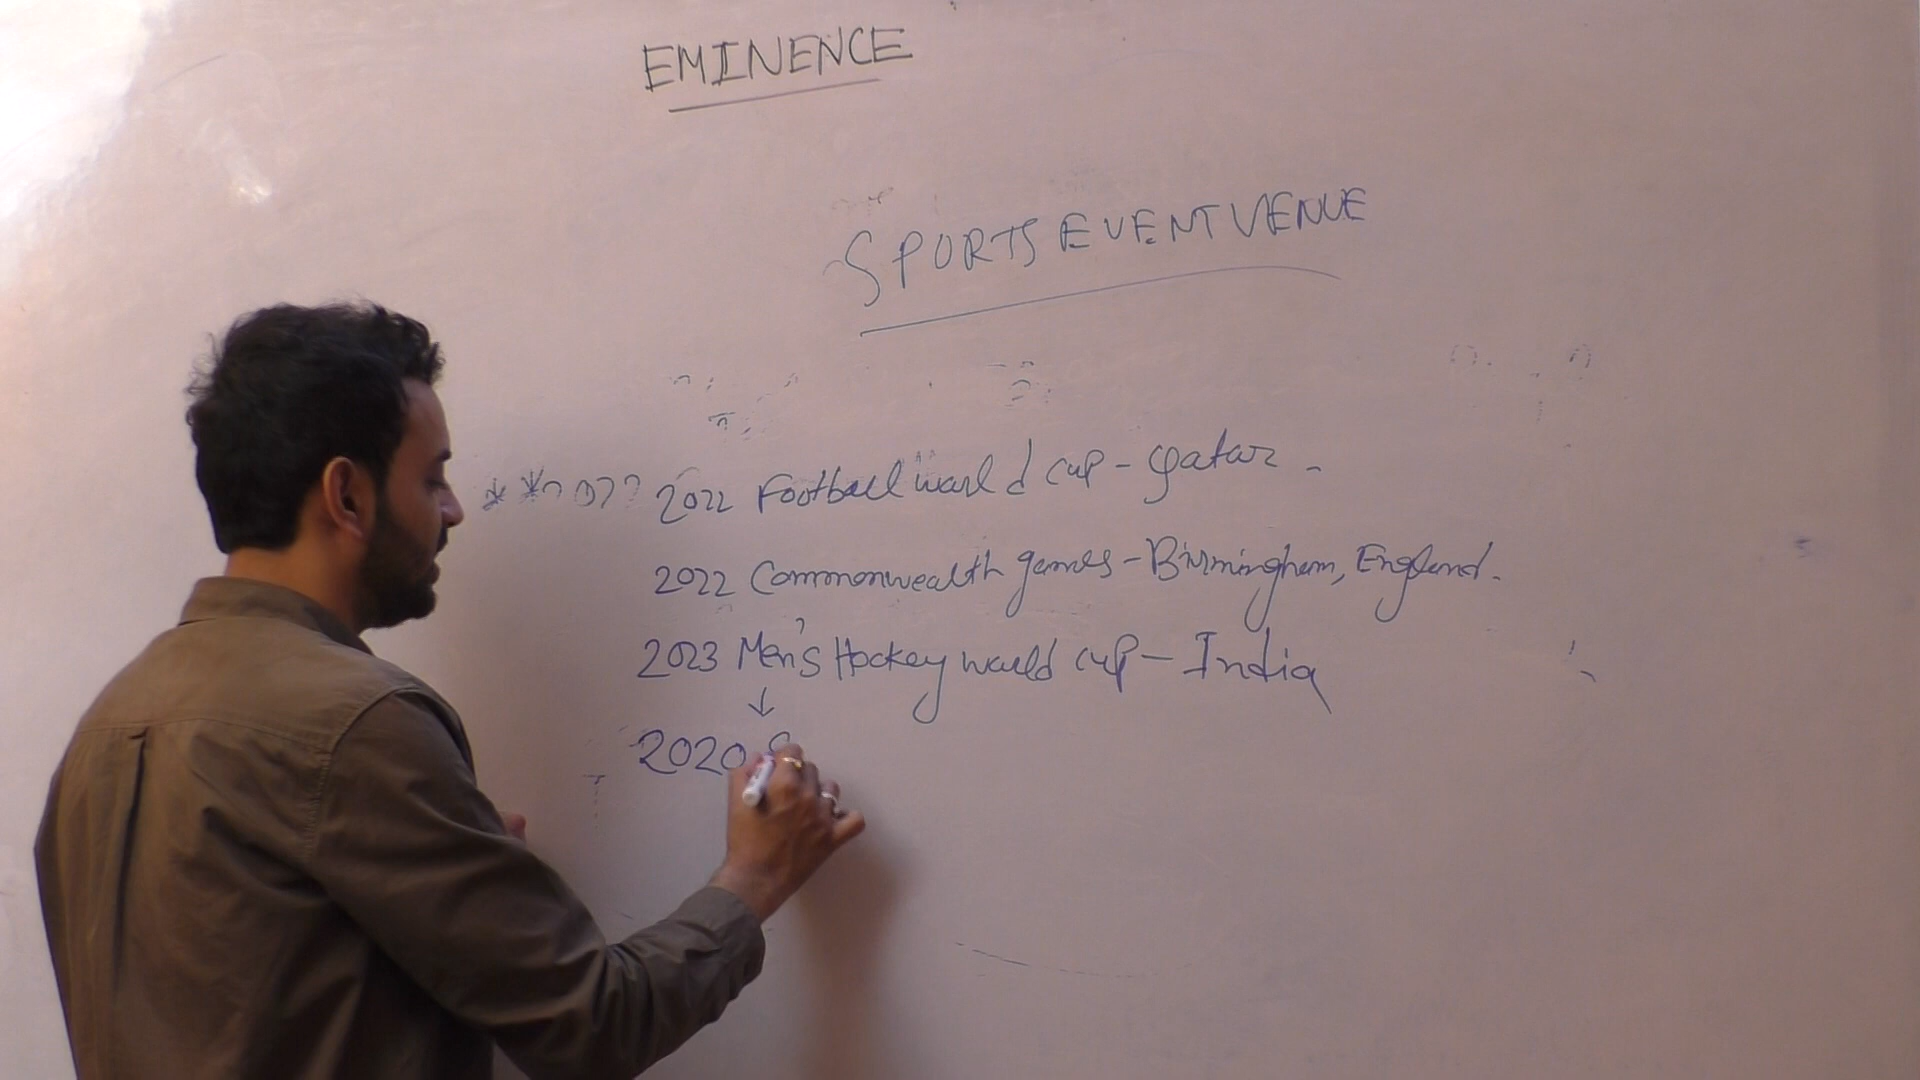 EMINENCE
SPORTS EVENT VENUE
2022 Football world cup - Qatar -
2022 Commonwealth games - Birmingham, England.
2023 Men's Hockey world cup - India
↓
2020